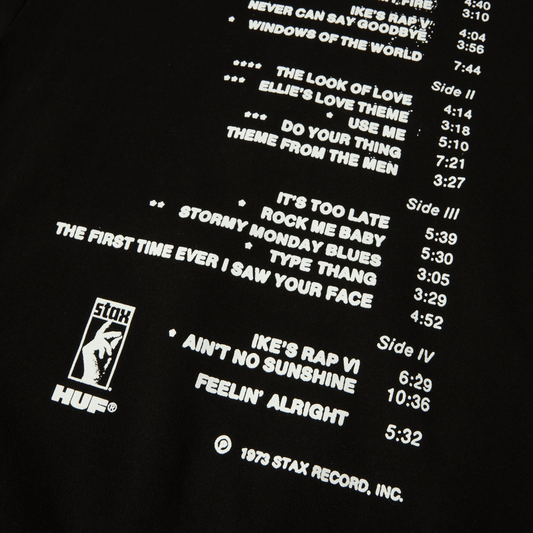 4:40
FIRE 3:10
IKE'S RAP V 4:04
NEVER CAN SAY GOODBYE 3:56
* WINDOWS OF THE WORLD 7:44
Side II
**** THE LOOK OF LOVE 4:14
*** ELLIE'S LOVE THEME 3:18
* USE ME 5:10
*** DO YOUR THING 7:21
THEME FROM THE MEN 3:27
Side III
IT'S TOO LATE 5:39
* ROCK ME BABY 5:30
** STORMY MONDAY BLUES 3:05
* TYPE THANG 3:29
THE FIRST TIME EVER I SAW YOUR FACE 4:52
Side IV
IKE'S RAP VI 6:29
* AIN'T NO SUNSHINE 10:36
FEELIN' ALRIGHT 5:32
stax
HUF®
℗ 1973 STAX RECORD, INC.